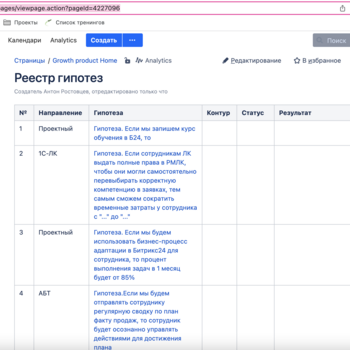 ages/viewpage.action?pageId=4227096
Проекты
Список тренингов
Календари Analytics Создать ••• Поиск
Страницы / Growth product Home Analytics Редактирование В избранное
Реестр гипотез
Создатель Антон Ростовцев, отредактировано только что
№ Направление Гипотеза Контур Статус Результат
1 Проектный Гипотеза. Если мы запишем курс
обучения в Б24, то
2 1С-ЛК Гипотеза. Если сотрудникам ЛК
выдать полные права в РМЛК,
чтобы они могли самостоятельно
перевыбирать корректную
компетенцию в заявках, тем
самым сможем сократить
временные затраты у сотрудника
с "..." до "..."
3 Проектный Гипотеза. Если мы будем
использовать бизнес-процесс
адаптации в Битрикс24 для
сотрудника, то процент
выполнения задач в 1 месяц
будет от 85%
4 АБТ Гипотеза.Если мы будем
отправлять сотруднику
регулярную сводку по план
факту продаж, то сотрудник
будет осознанно управлять
действиями для достижения
плана